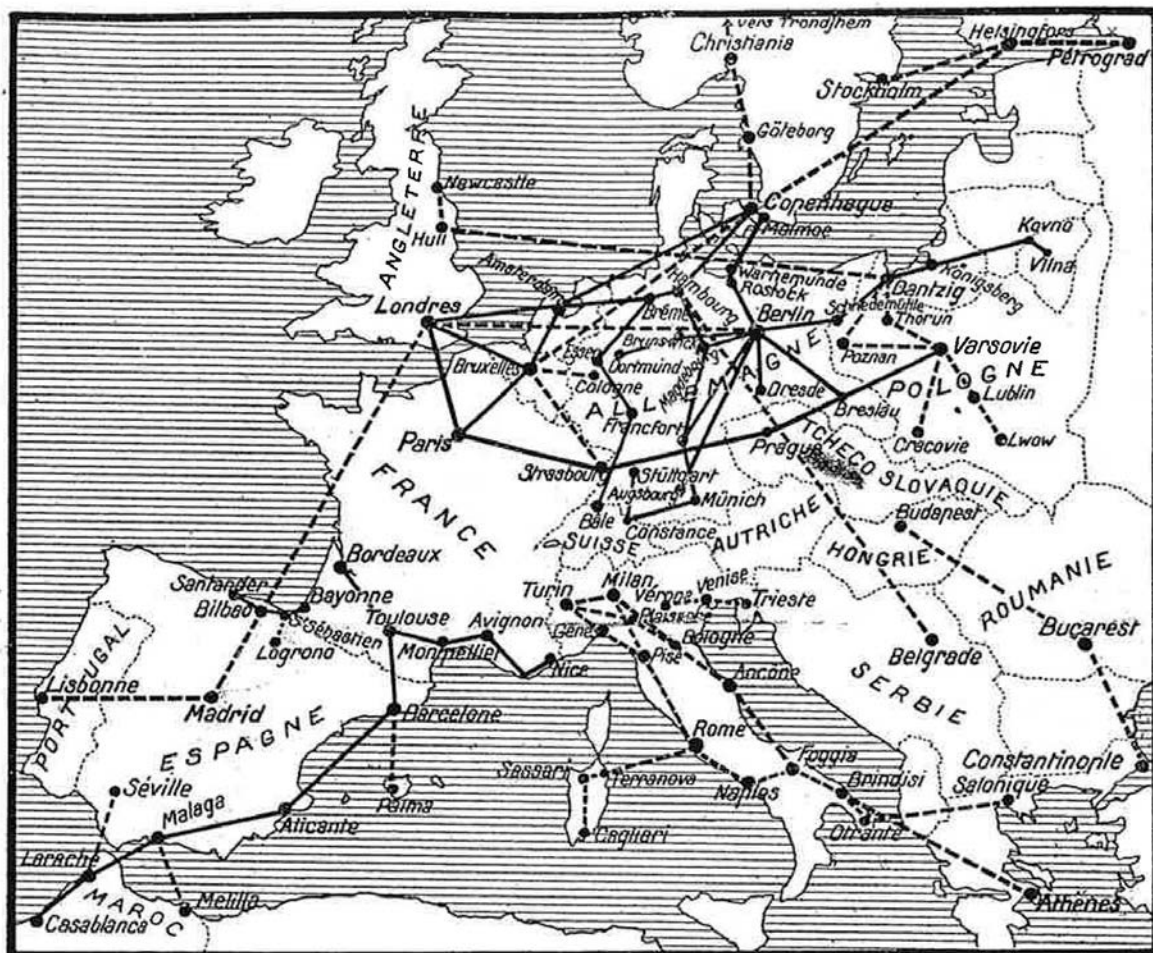 vers Trondjhem
Helsingfors
Christiania
Pétrograd
Stockholm
Göteborg
ANGLETERRE
Newcastle
Copenhague
Malmoe
Hull
Kovno
Vilna
Königsberg
Amsterdam
Hambourg
Warnemunde
Rostock
Dantzig
Londres
Brême
Berlin
Schneidemühle
Thorun
Bruxelles
Essen
Brunswick
Dortmund
Magdebourg
Poznan
Varsovie
Cologne
ALLEMAGNE
Dresde
POLOGNE
Lublin
Francfort
Breslau
Paris
Prague
Cracovie
Lwow
Strasbourg
Stüttgart
TCHECO SLOVAQUIE
FRANCE
Augsbourg
Münich
Bâle
Constance
SUISSE
AUTRICHE
Budapest
HONGRIE
Bordeaux
ROUMANIE
Santander
Bayonne
Bilbao
St Sébastien
Turin
Milan
Vérone
Venise
Trieste
Plaisance
Toulouse
Avignon
Gênes
Bologne
Bucarest
Logrono
Montpellier
Nice
Pise
Belgrade
PORTUGAL
Lisbonne
Madrid
Ancône
SERBIE
ESPAGNE
Barcelone
Rome
Foggia
Constantinople
Séville
Palma
Sassari
Terranova
Naples
Brindisi
Salonique
Malaga
Alicante
Otrante
Cagliari
Larache
MAROC
Melilla
Athènes
Casablanca